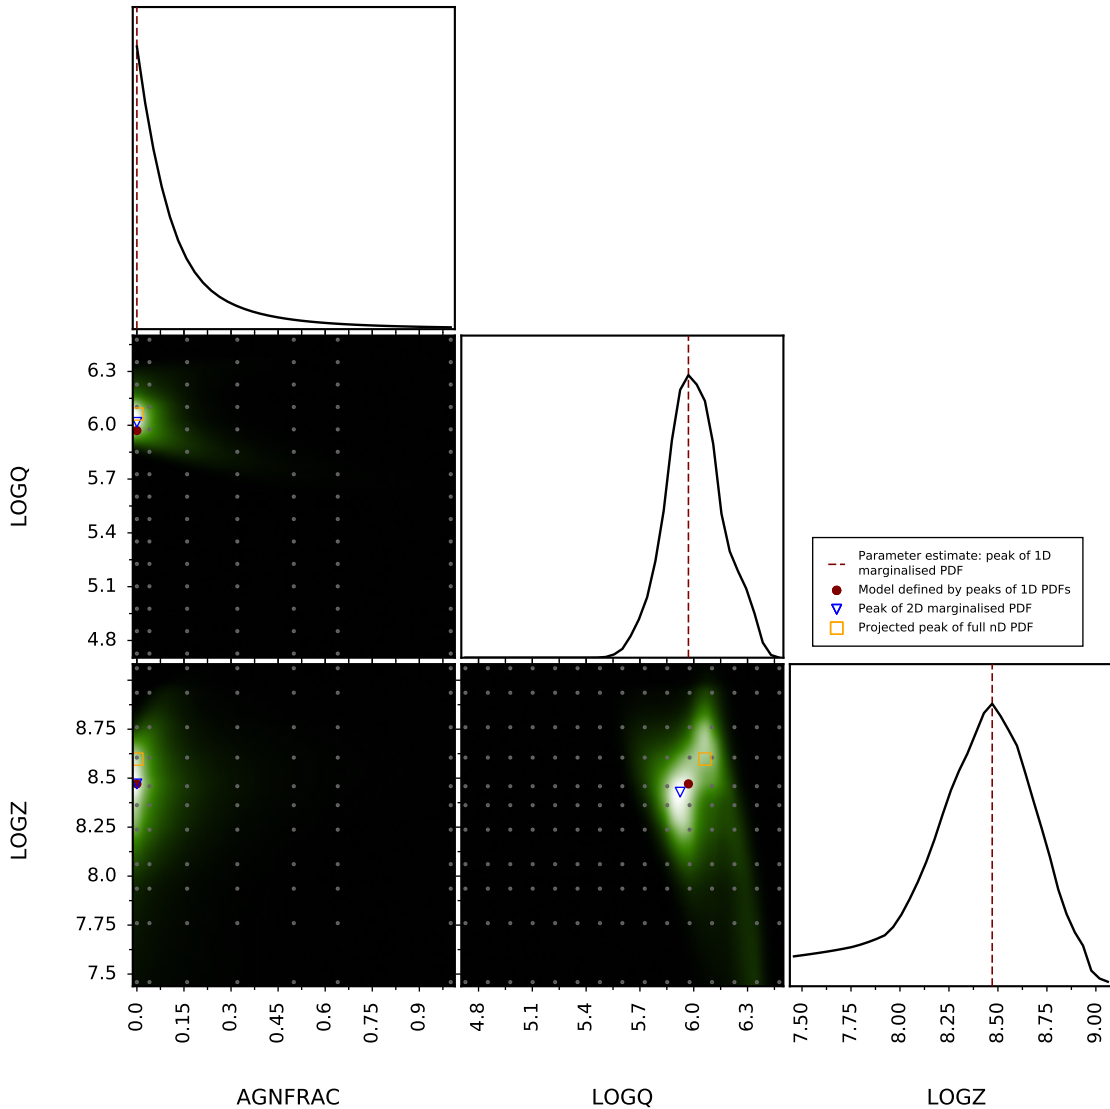 6.3
6.0
5.7
5.4
5.1
4.8
LOGQ
Parameter estimate: peak of 1D
marginalised PDF
Model defined by peaks of 1D PDFs
Peak of 2D marginalised PDF
Projected peak of full nD PDF
8.75
8.5
8.25
8.0
7.75
7.5
LOGZ
0.0 0.15 0.3 0.45 0.6 0.75 0.9
4.8 5.1 5.4 5.7 6.0 6.3
7.50 7.75 8.00 8.25 8.50 8.75 9.00
AGNFRAC LOGQ LOGZ